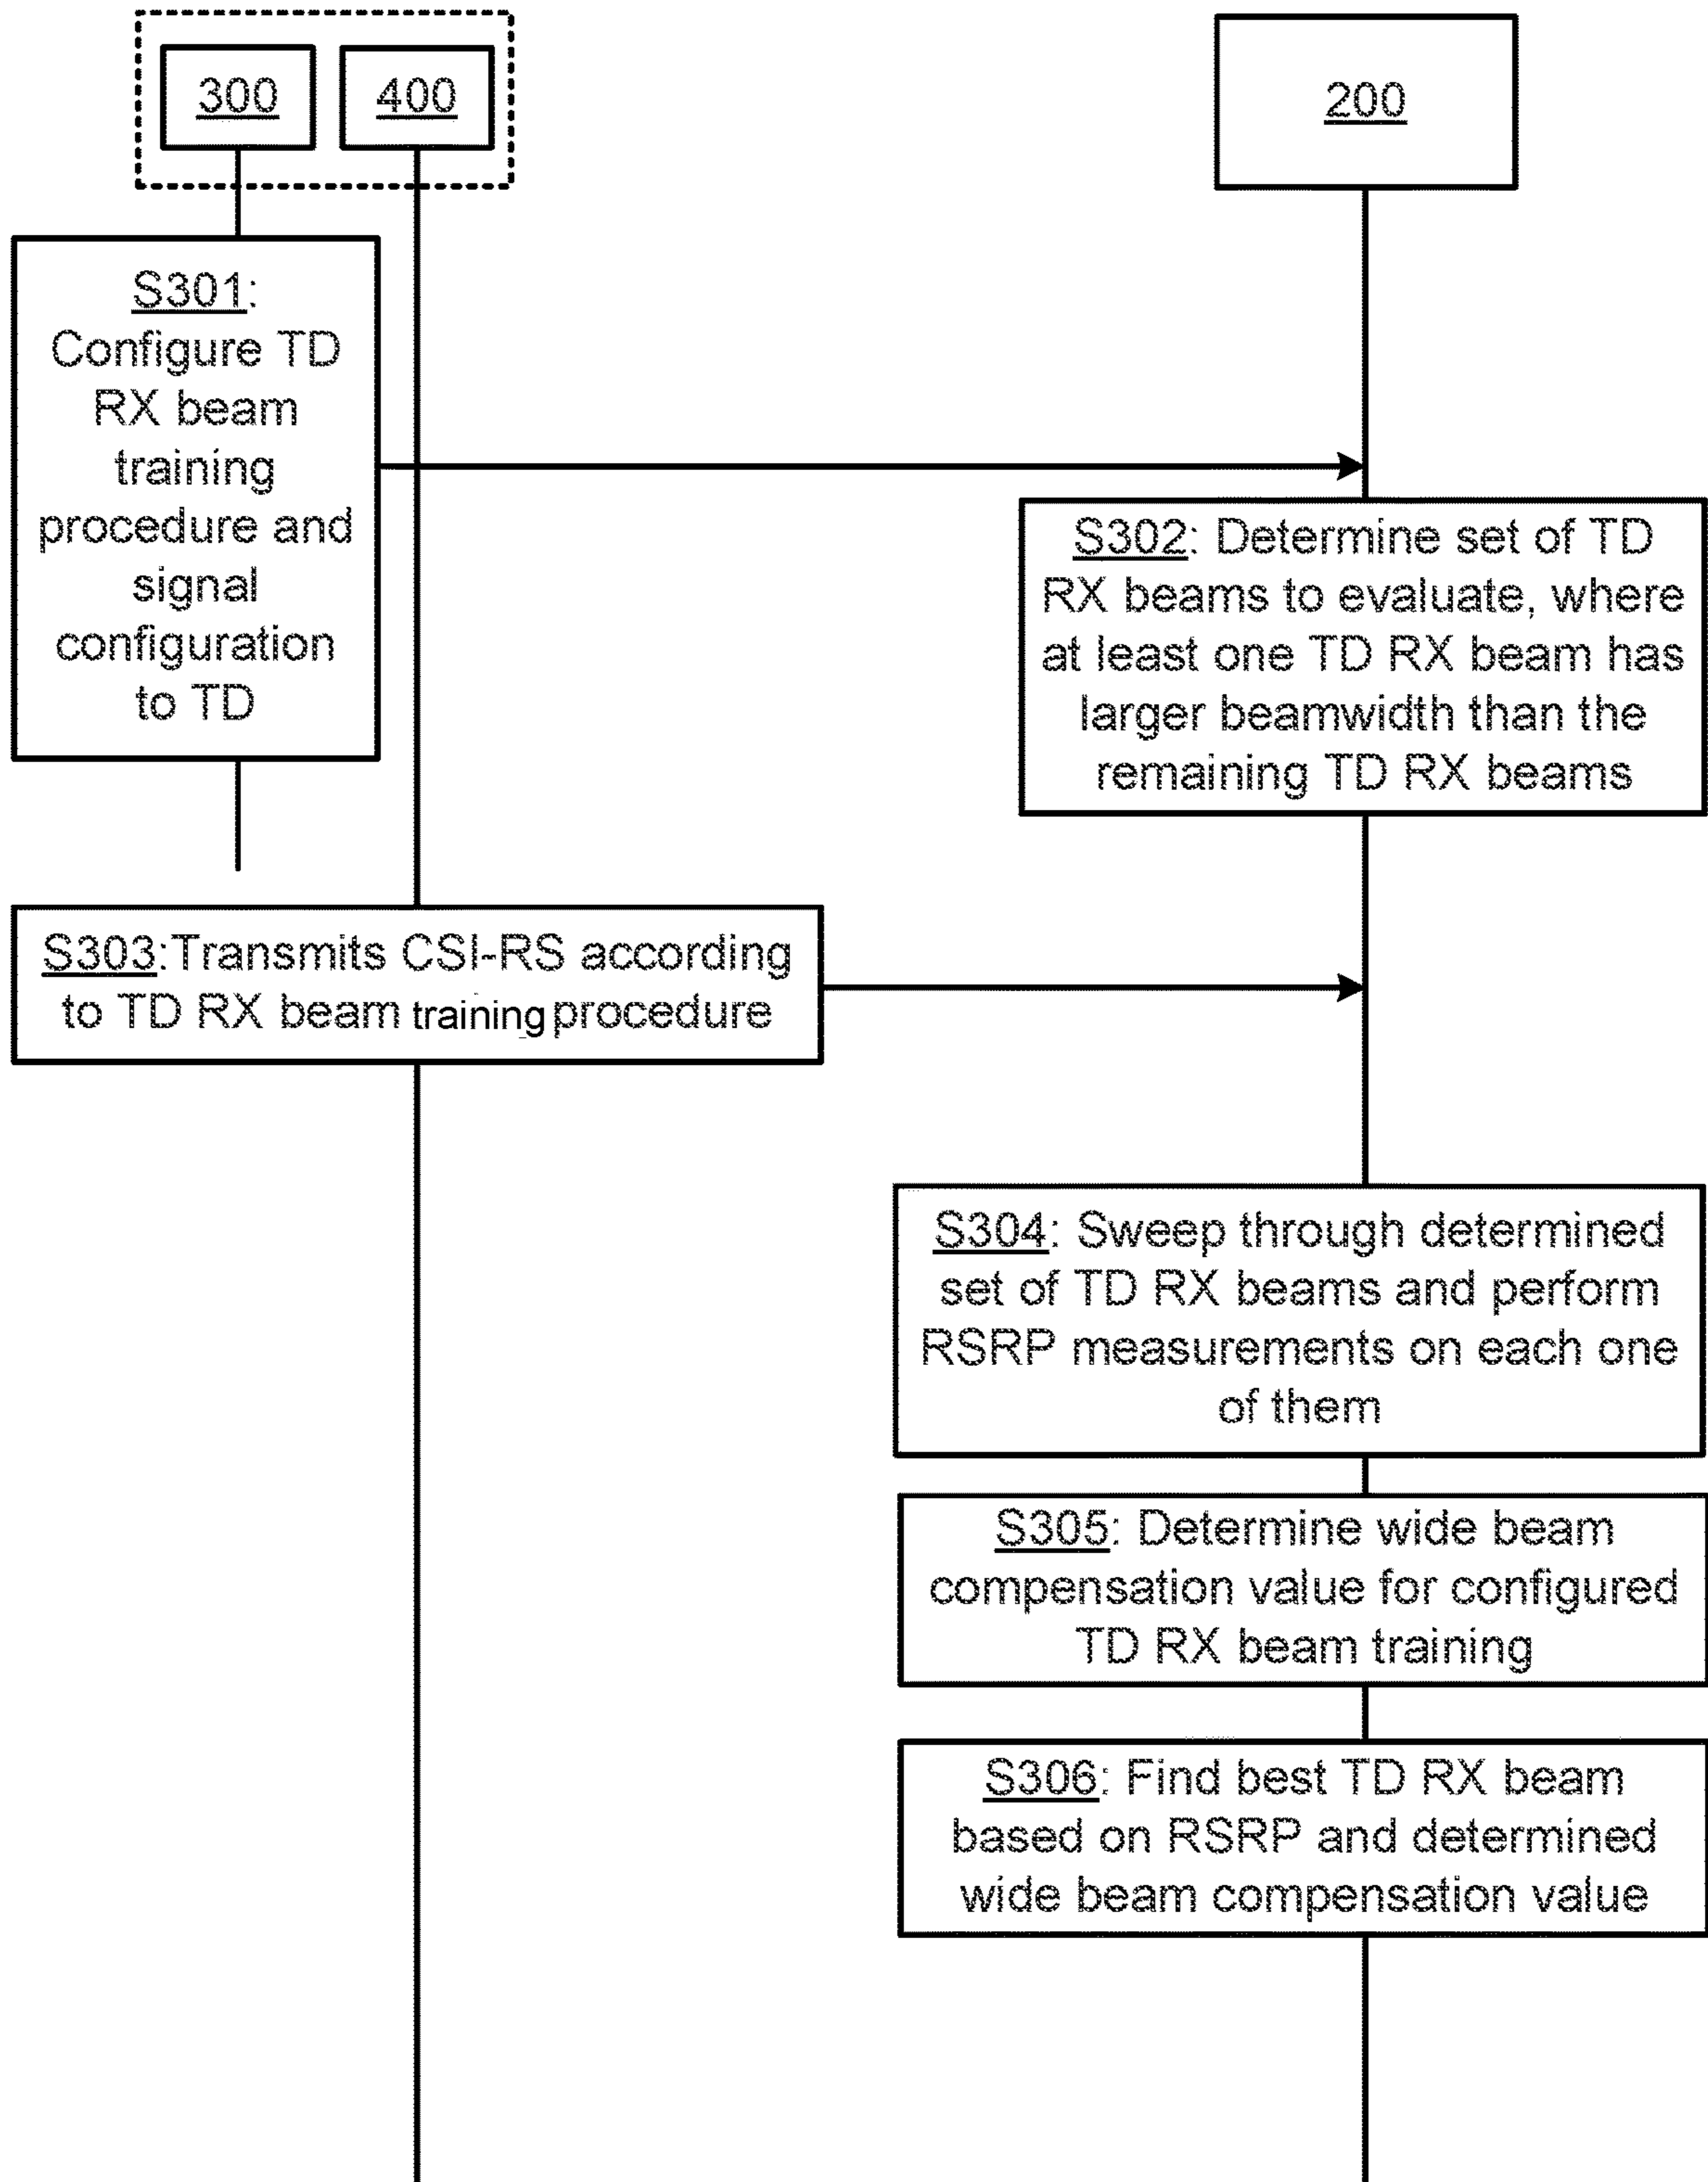 300
400
200
S301:
Configure TD
RX beam
training
procedure and
signal
configuration
to TD
S302: Determine set of TD
RX beams to evaluate, where
at least one TD RX beam has
larger beamwidth than the
remaining TD RX beams
S303:Transmits CSI-RS according
to TD RX beam training procedure
S304: Sweep through determined
set of TD RX beams and perform
RSRP measurements on each one
of them
S305: Determine wide beam
compensation value for configured
TD RX beam training
S306: Find best TD RX beam
based on RSRP and determined
wide beam compensation value